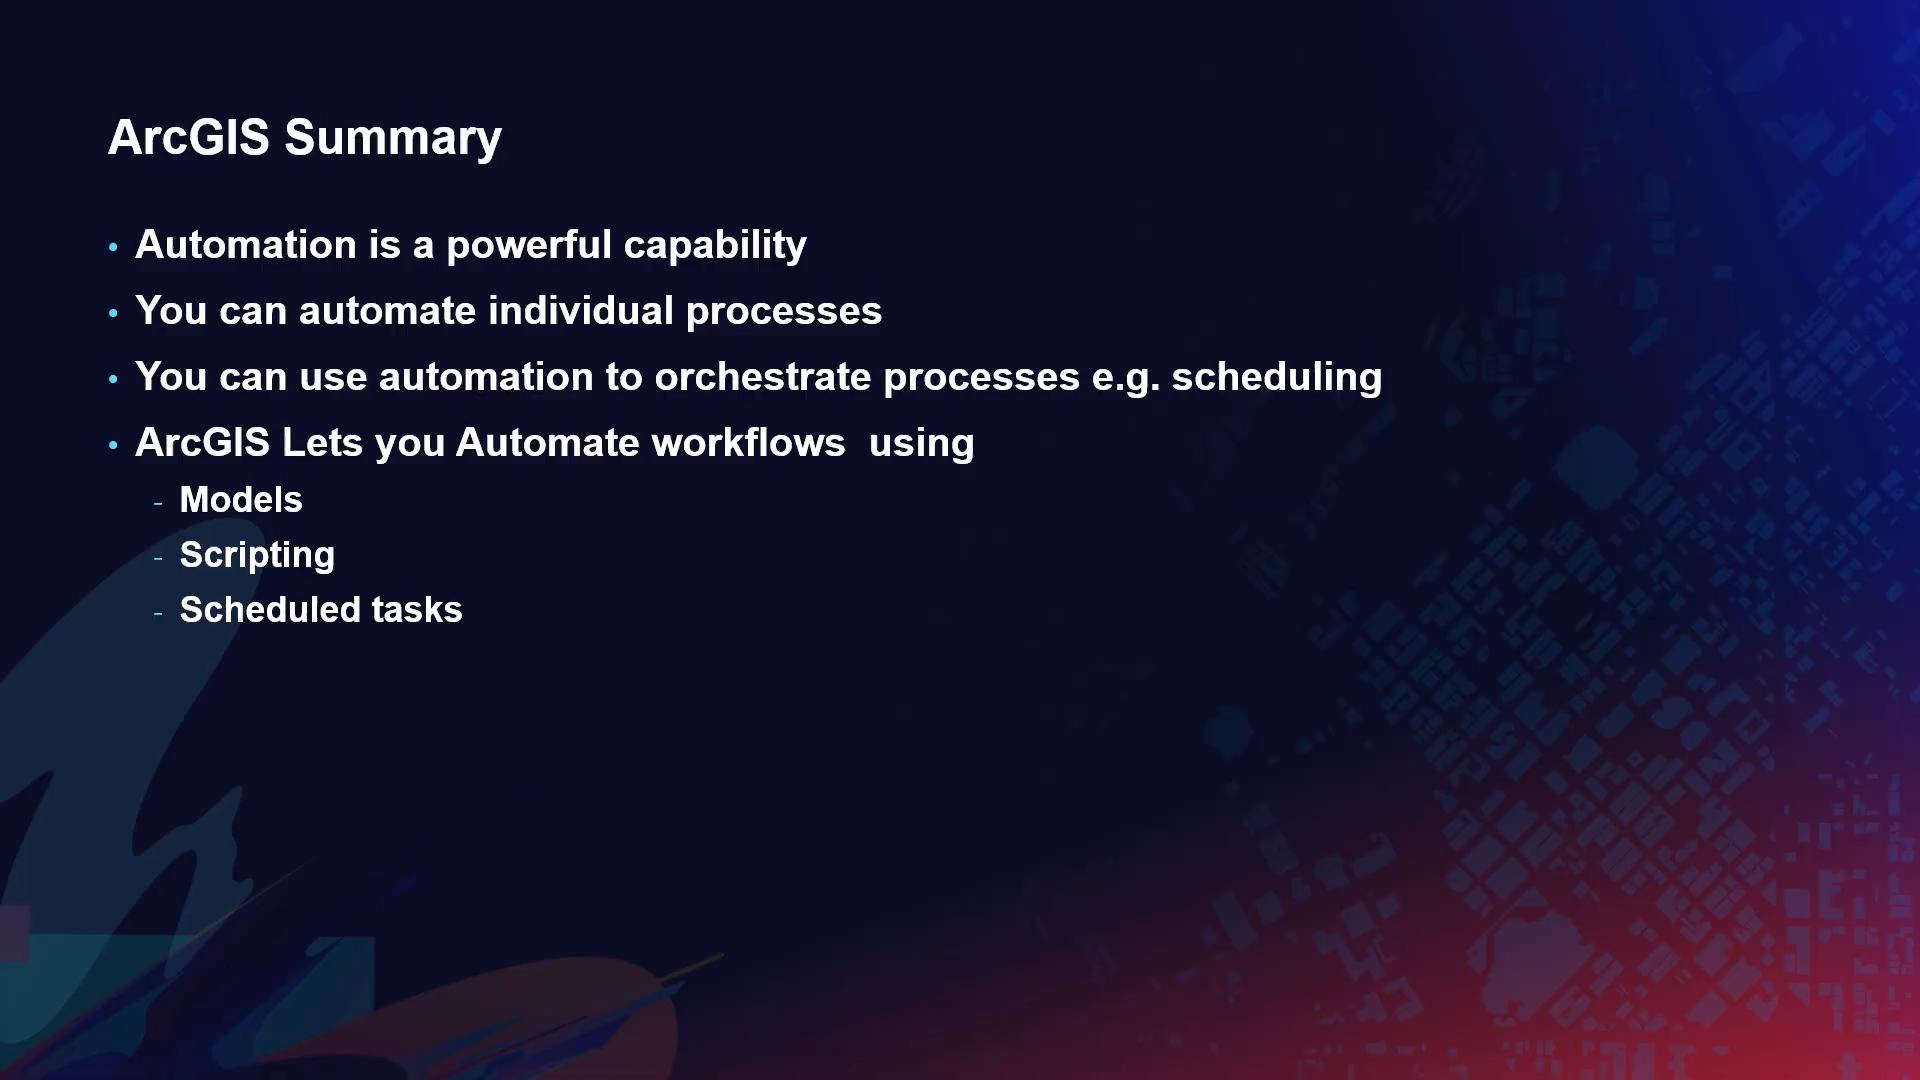 ArcGIS Summary
• Automation is a powerful capability
• You can automate individual processes
• You can use automation to orchestrate processes e.g. scheduling
• ArcGIS Lets you Automate workflows  using
- Models
- Scripting
- Scheduled tasks